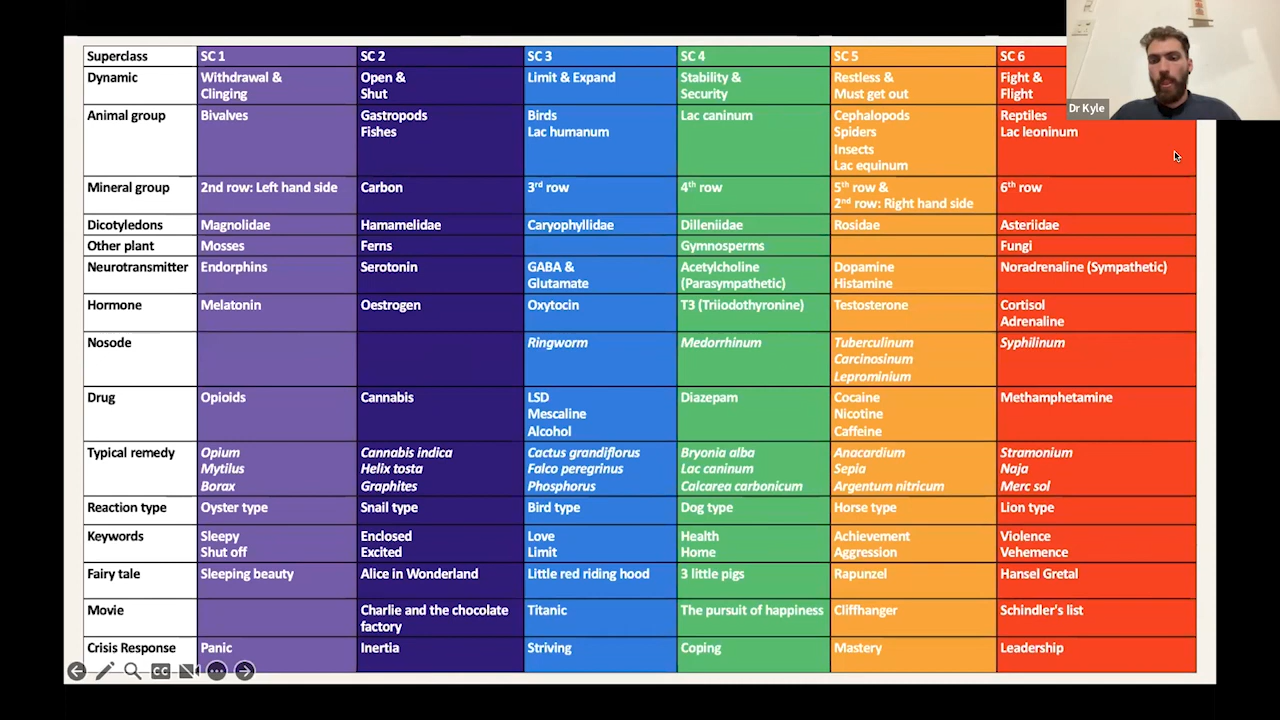 Superclass SC 1 SC 2 SC 3 SC 4 SC 5 SC 6
Dynamic Withdrawal & Open & Limit & Expand Stability & Restless & Fight &
Clinging Shut Security Must get out Flight
Dr Kyle
Animal group Bivalves Gastropods Birds Lac caninum Cephalopods Reptiles
Fishes Lac humanum Spiders Lac leoninum
Insects
Lac equinum
Mineral group 2nd row: Left hand side Carbon 3rd row 4th row 5th row & 6th row
2nd row: Right hand side
Dicotyledons Magnolidae Hamamelidae Caryophyllidae Dilleniidae Rosidae Asterlidae
Other plant Mosses Ferns Gymnosperms Fungi
Neurotransmitter Endorphins Serotonin GABA & Acetylcholine Dopamine Noradrenaline (Sympathetic)
Glutamate (Parasympathetic) Histamine
Hormone Melatonin Oestrogen Oxytocin T3 (Triiodothyronine) Testosterone Cortisol
Adrenaline
Nosode Ringworm Medorrhinum Tuberculinum Syphilinum
Carcinosinum
Leprominium
Drug Opioids Cannabis LSD Diazepam Cocaine Methamphetamine
Mescaline Nicotine
Alcohol Caffeine
Typical remedy Opium Cannabis indica Cactus grandiflorus Bryonia alba Anacardium Stramonium
Mytilus Helix tosta Falco peregrinus Lac caninum Sepia Naja
Borax Graphites Phosphorus Calcarea carbonicum Argentum nitricum Merc sol
Reaction type Oyster type Snail type Bird type Dog type Horse type Lion type
Keywords Sleepy Enclosed Love Health Achievement Violence
Shut off Excited Limit Home Aggression Vehemence
Fairy tale Sleeping beauty Alice in Wonderland Little red riding hood 3 little pigs Rapunzel Hansel Gretal
Movie Charlie and the chocolate Titanic The pursuit of happiness Cliffhanger Schindler's list
factory
Crisis Response Panic Inertia Striving Coping Mastery Leadership
CC